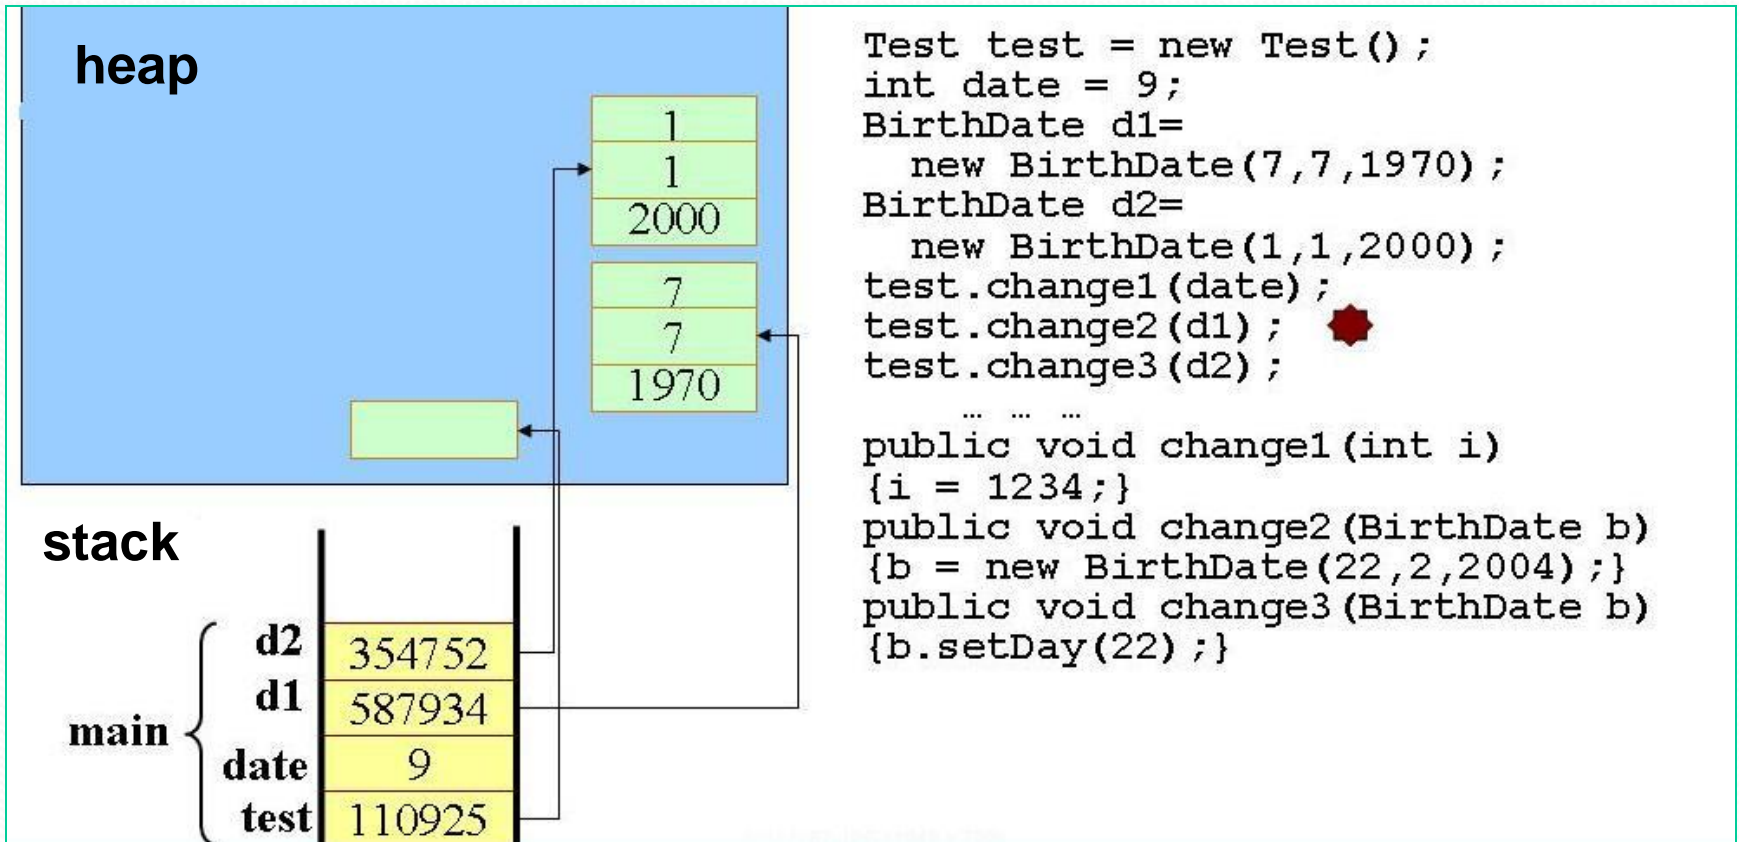 heap
1
1
2000
7
7
1970
stack
d2
354752
d1
587934
main
date
9
test
110925
Test test = new Test();
int date = 9;
BirthDate d1=
new BirthDate(7,7,1970);
BirthDate d2=
new BirthDate(1,1,2000);
test.change1(date);
test.change2(d1);
test.change3(d2);
… … …
public void change1(int i)
{i = 1234;}
public void change2(BirthDate b)
{b = new BirthDate(22,2,2004);}
public void change3(BirthDate b)
{b.setDay(22);}